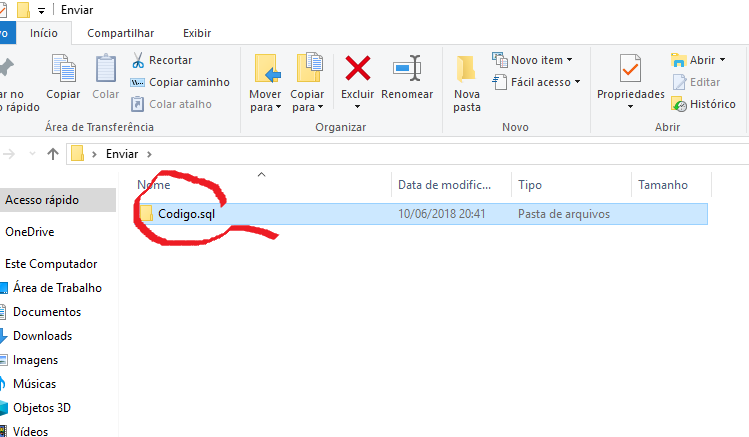 Enviar
vo
Início
Compartilhar
Exibir
ar no
o rápido
Copiar
Colar
Recortar
Copiar caminho
Colar atalho
Área de Transferência
Mover
para
Copiar
para
Excluir
Renomear
Organizar
Nova
pasta
Novo item
Fácil acesso
Novo
Propriedades
Abrir
Editar
Histórico
Abrir
Enviar
Nome
Data de modific...
Tipo
Tamanho
Codigo.sql
10/06/2018 20:41
Pasta de arquivos
Acesso rápido
OneDrive
Este Computador
Área de Trabalho
Documentos
Downloads
Imagens
Músicas
Objetos 3D
Vídeos